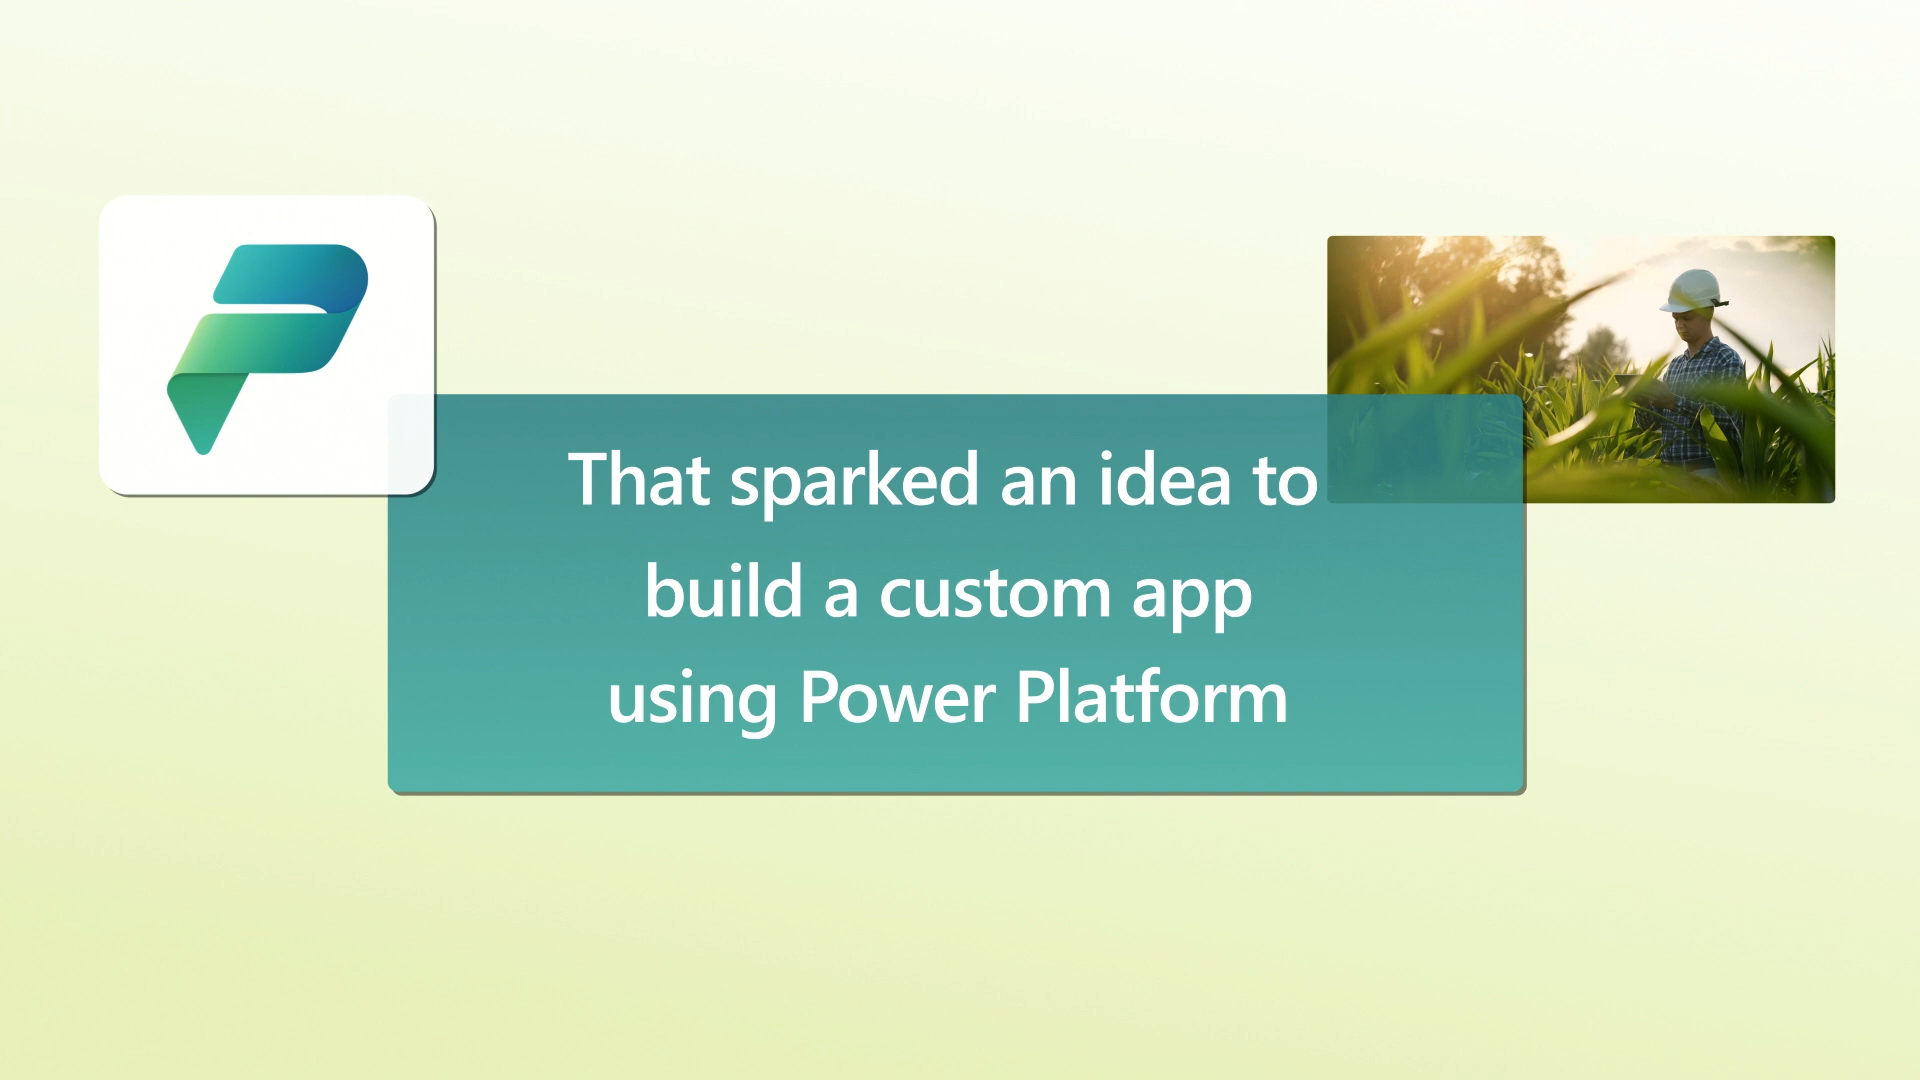 That sparked an idea to
build a custom app
using Power Platform